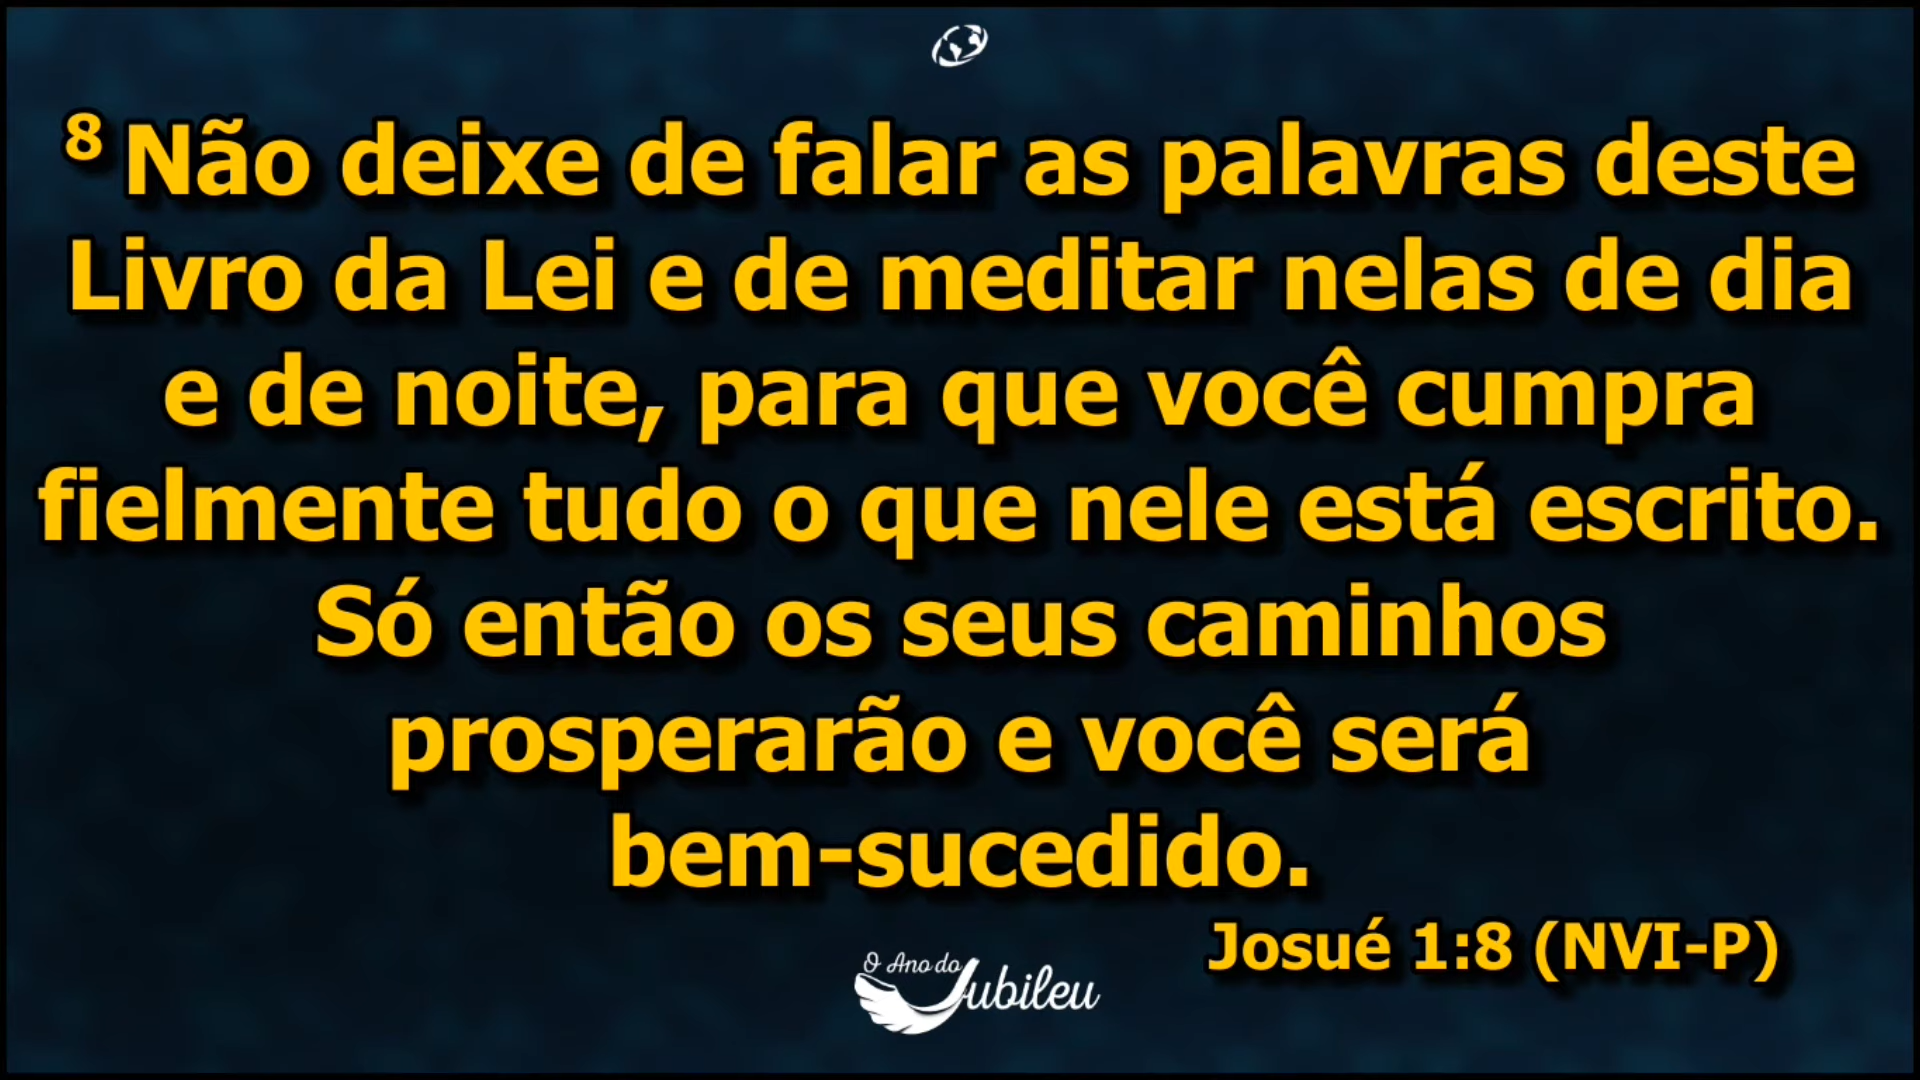 8 Não deixe de falar as palavras deste
Livro da Lei e de meditar nelas de dia
e de noite, para que você cumpra
fielmente tudo o que nele está escrito.
Só então os seus caminhos
prosperarão e você será
bem-sucedido.
Josué 1:8 (NVI-P)
O Ano do
Jubileu